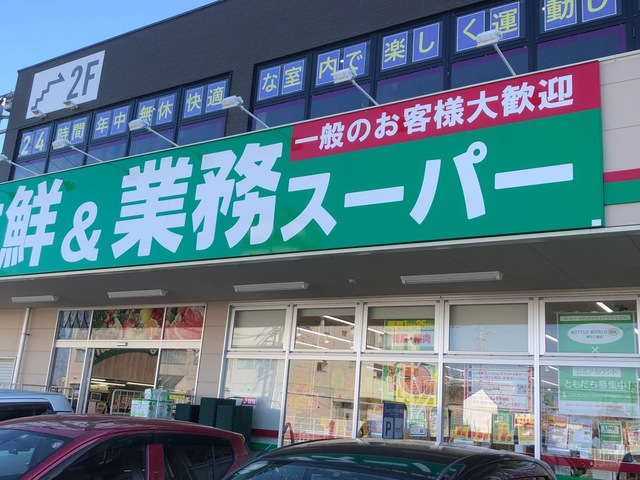 2F
24時間年中無休快適な室内で楽しく運動し
一般のお客様大歓迎
鮮&業務スーパー
BOTTLE WORLD OK
×
ともだち募集中!
P